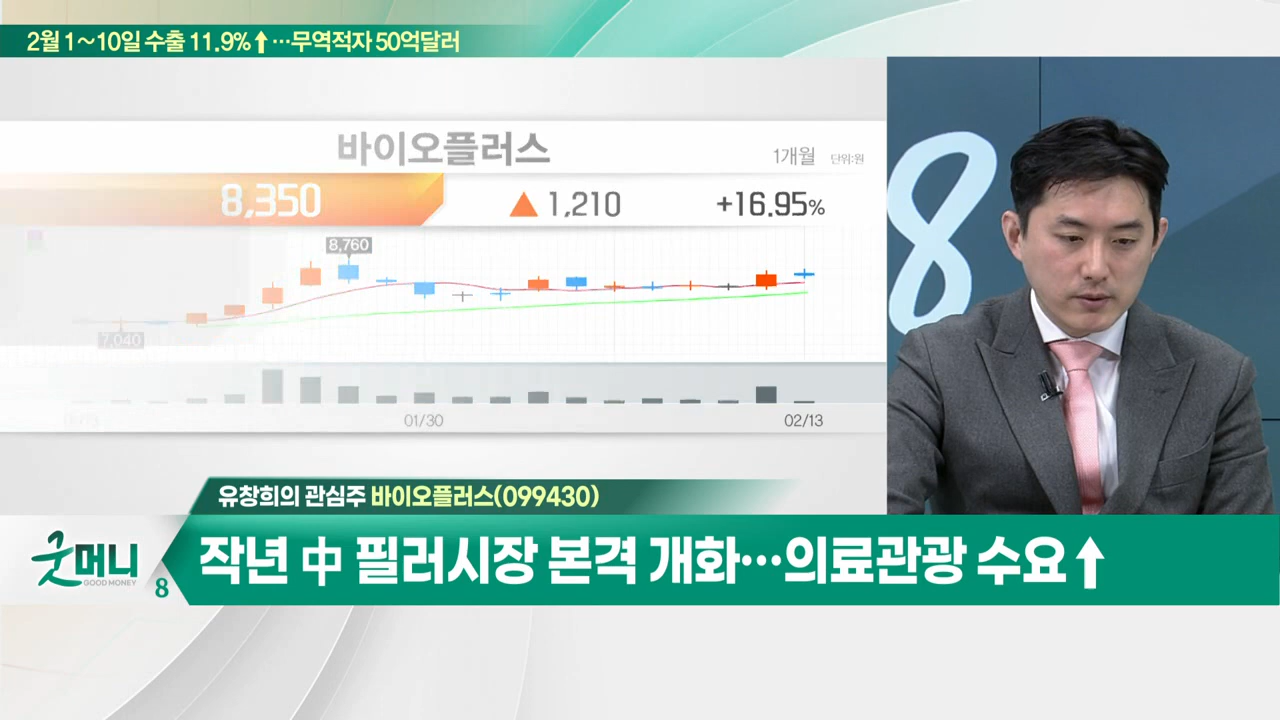 2월 1~10일 수출 11.9%⬆…무역적자 50억달러
바이오플러스
1개월 단위:원
8,350 ▲ 1,210 +16.95%
8,760
7,040
01/30 02/13
8
유창희의 관심주 바이오플러스(099430)
굿머니
GOOD MONEY
8
작년 中 필러시장 본격 개화…의료관광 수요⬆